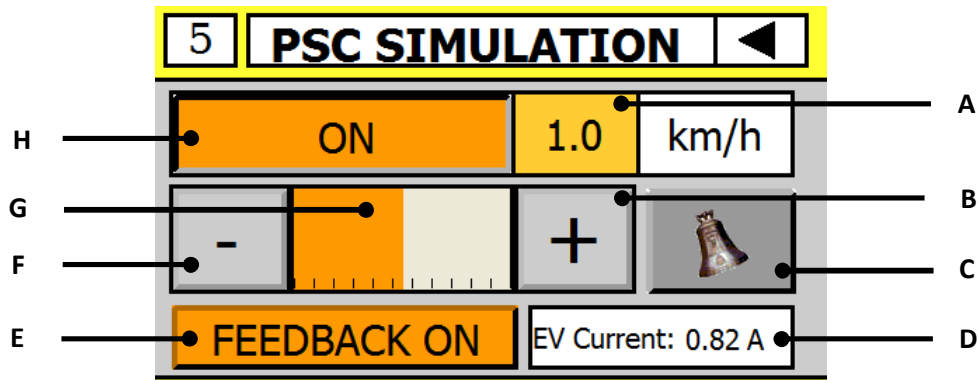 5 PSC SIMULATION
A
H ON 1.0 km/h
G B
F - + C
E FEEDBACK ON EV Current: 0.82 A D